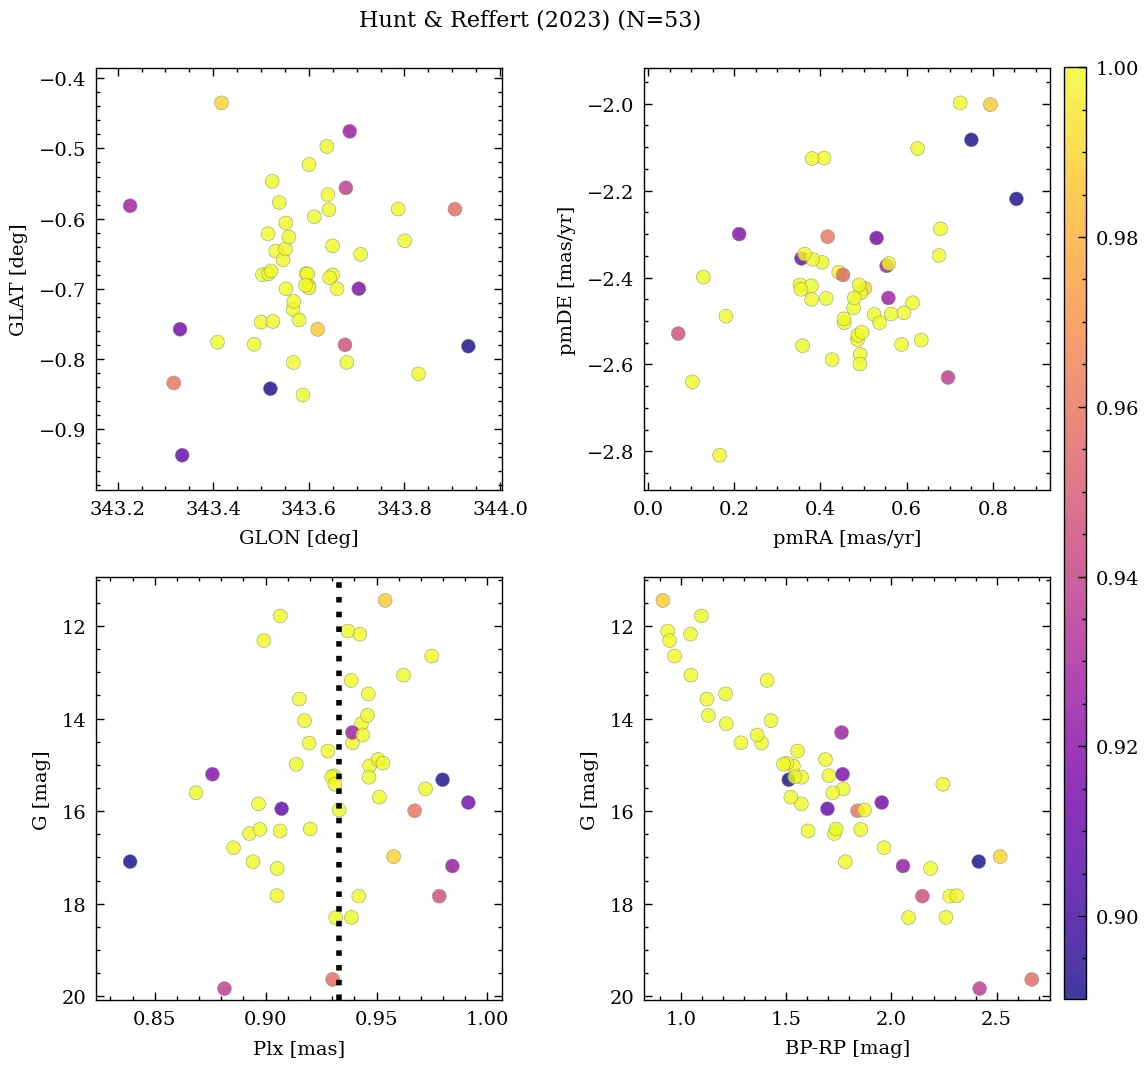 Hunt & Reffert (2023) (N=53)
−0.4
−0.5
−0.6
−0.7
−0.8
−0.9
GLAT [deg]
343.2 343.4 343.6 343.8 344.0
GLON [deg]
−2.0
−2.2
−2.4
−2.6
−2.8
pmDE [mas/yr]
0.0 0.2 0.4 0.6 0.8
pmRA [mas/yr]
1.00
0.98
0.96
0.94
0.92
0.90
12
14
16
18
20
G [mag]
0.85 0.90 0.95 1.00
Plx [mas]
12
14
16
18
20
G [mag]
1.0 1.5 2.0 2.5
BP-RP [mag]